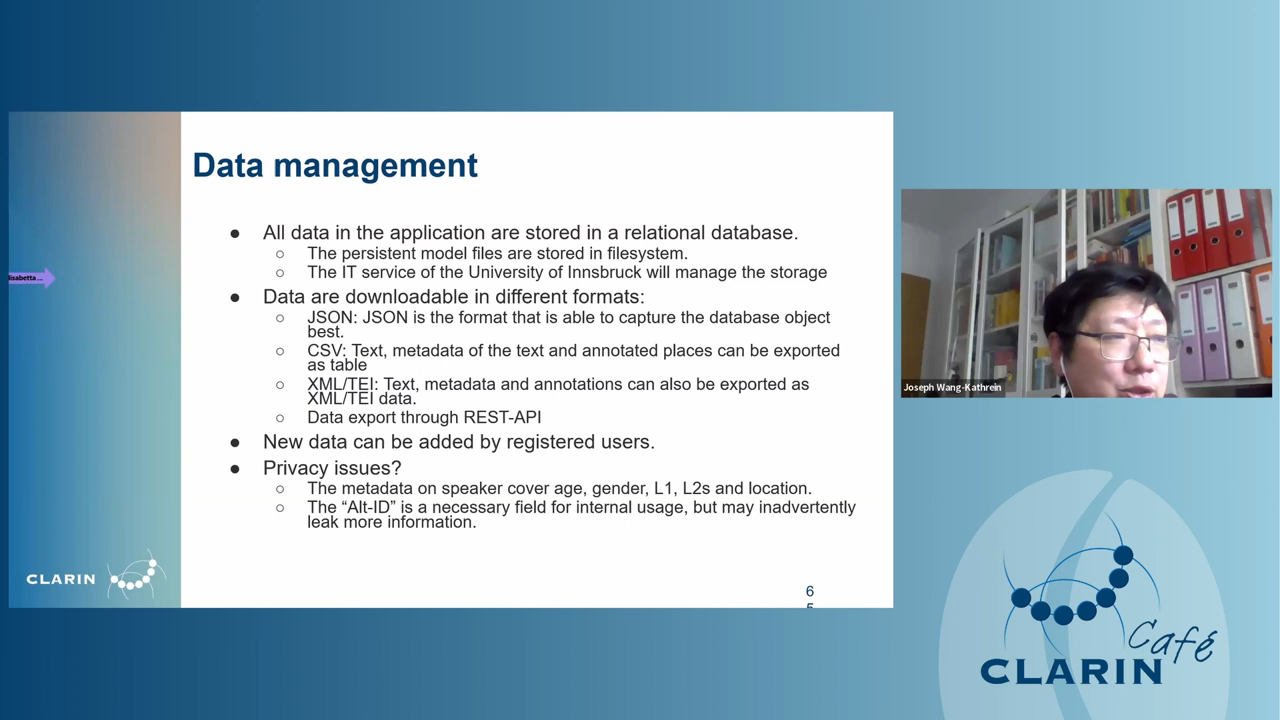 Data management
● All data in the application are stored in a relational database.
○ The persistent model files are stored in filesystem.
○ The IT service of the University of Innsbruck will manage the storage
● Data are downloadable in different formats:
○ JSON: JSON is the format that is able to capture the database object
best.
○ CSV: Text, metadata of the text and annotated places can be exported
as table
○ XML/TEI: Text, metadata and annotations can also be exported as
XML/TEI data.
○ Data export through REST-API
● New data can be added by registered users.
● Privacy issues?
○ The metadata on speaker cover age, gender, L1, L2s and location.
○ The “Alt-ID” is a necessary field for internal usage, but may inadvertently
leak more information.
6
5
CLARIN
Joseph Wang-Kathrein
Café
CLARIN